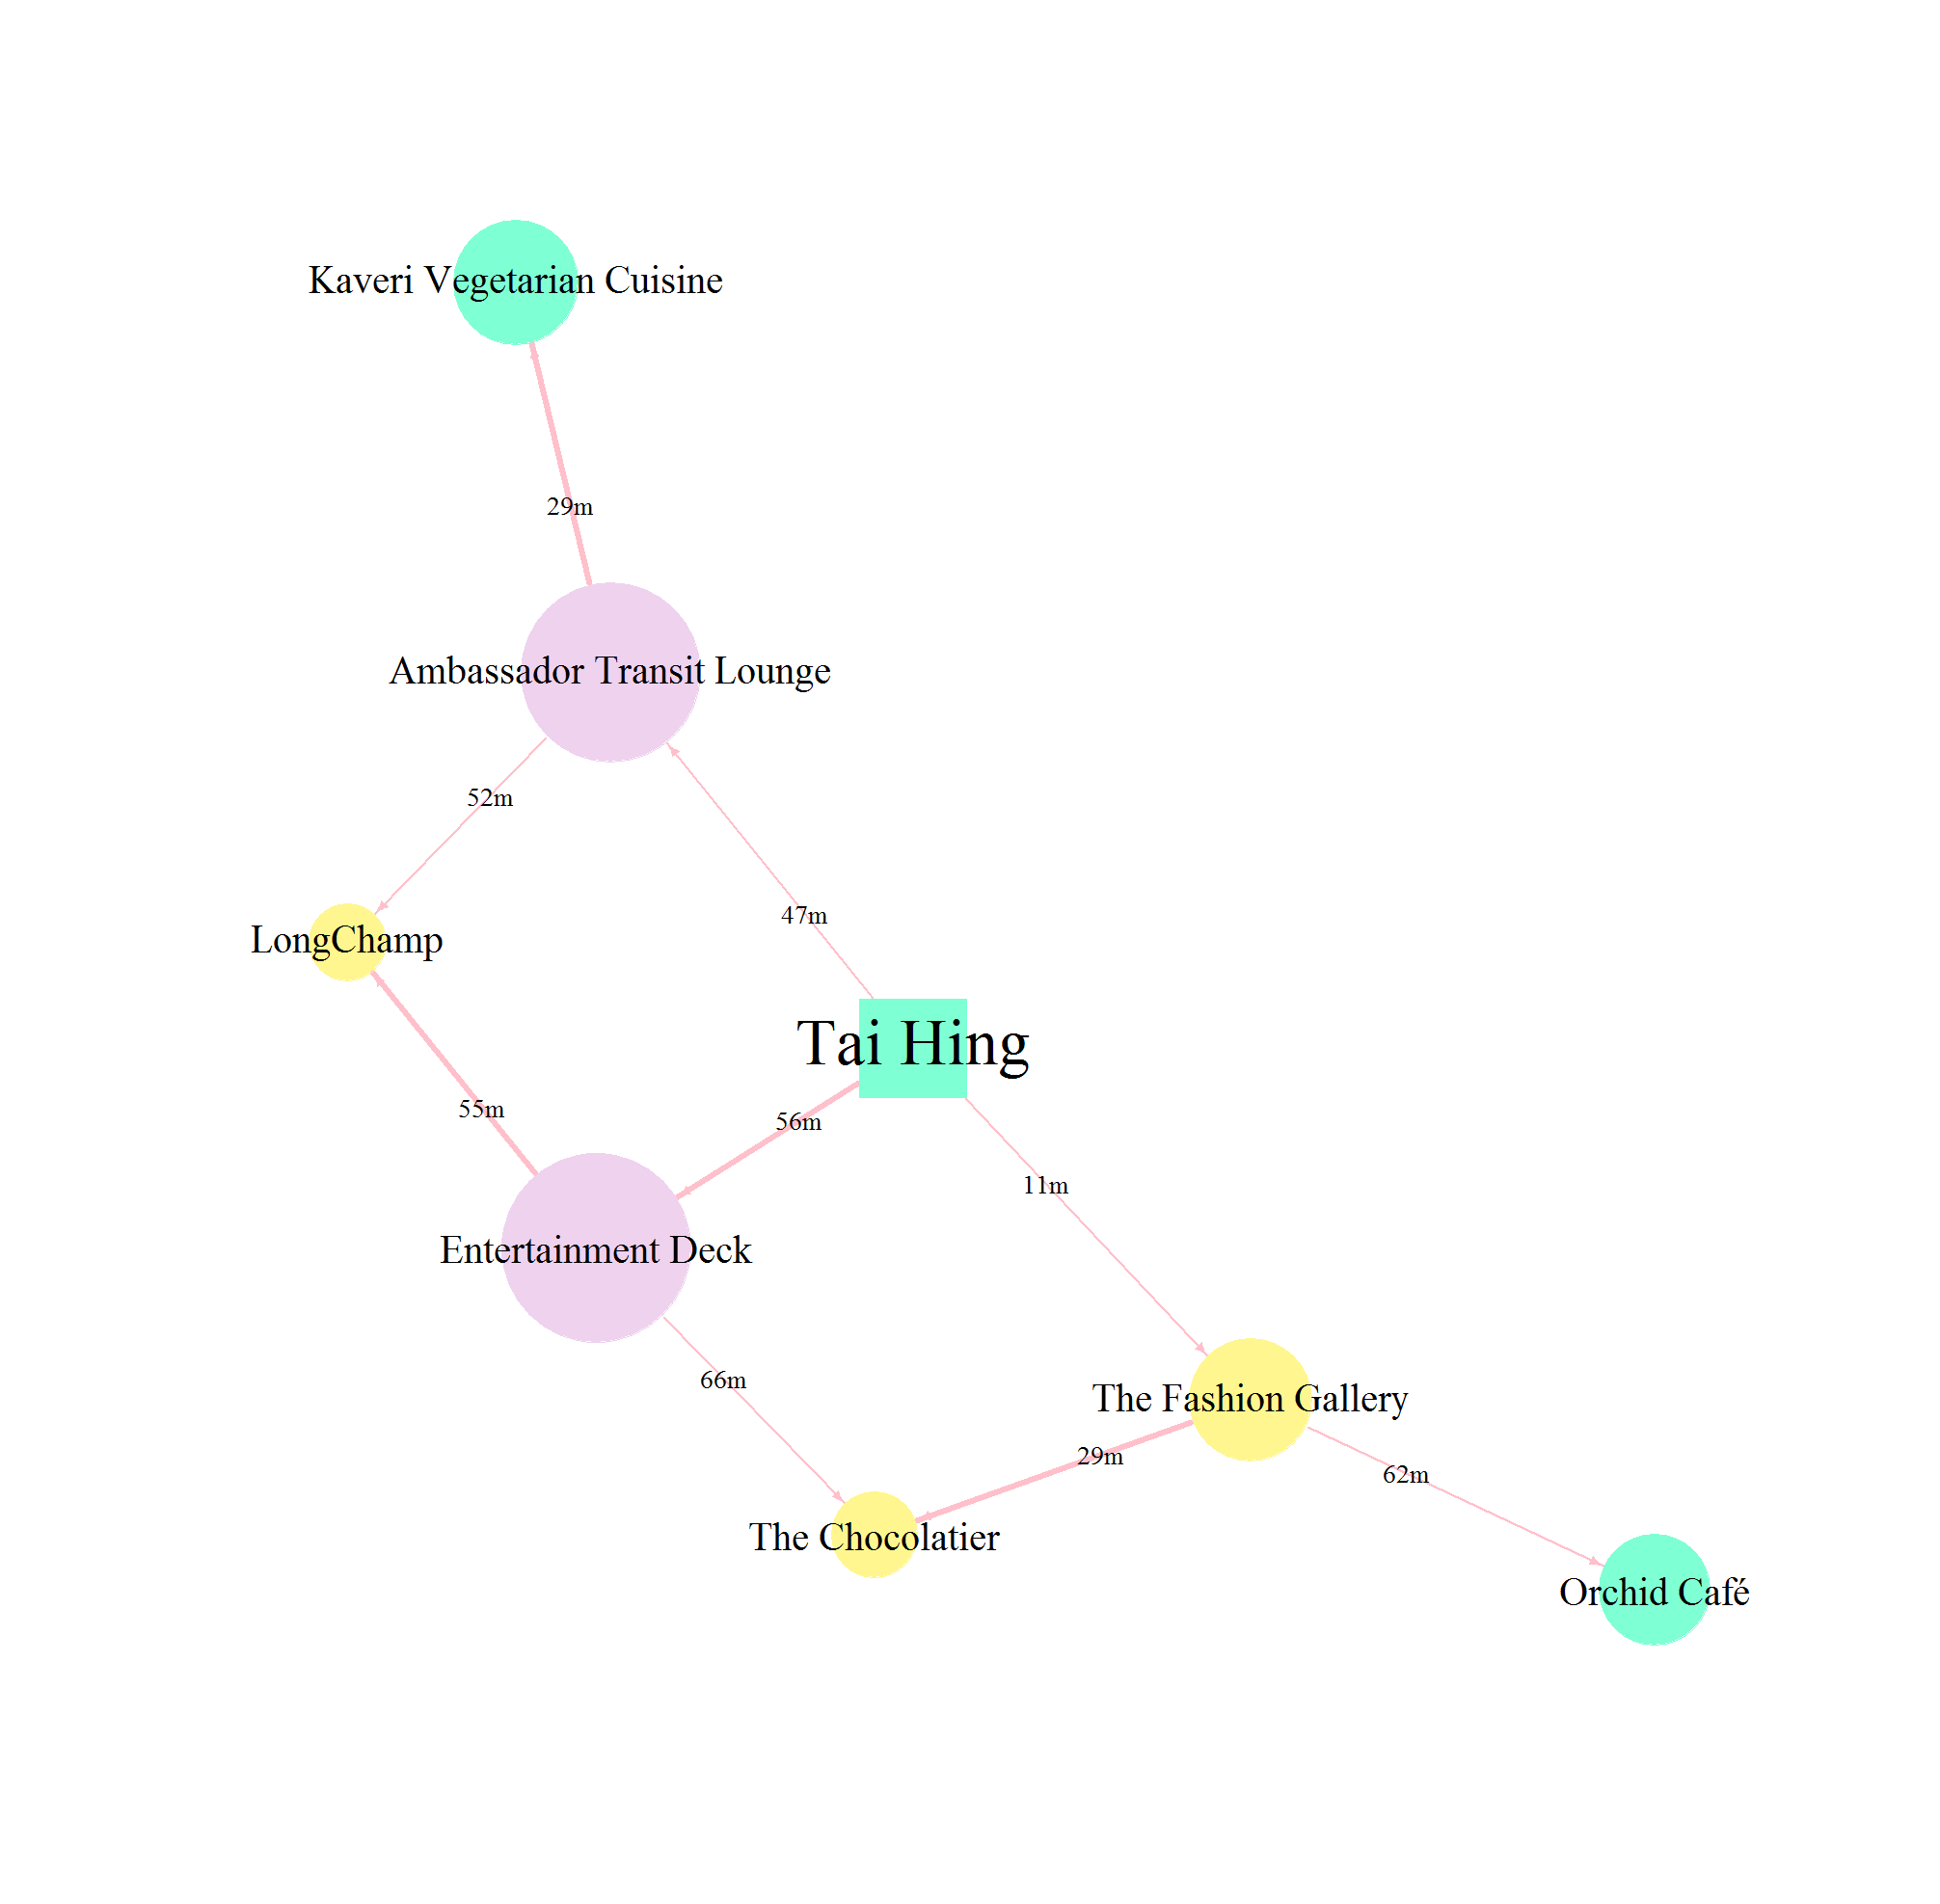 Kaveri Vegetarian Cuisine
29m
Ambassador Transit Lounge
52m
47m
LongChamp
Tai Hing
55m
56m
11m
Entertainment Deck
66m
The Fashion Gallery
29m
62m
The Chocolatier
Orchid Café